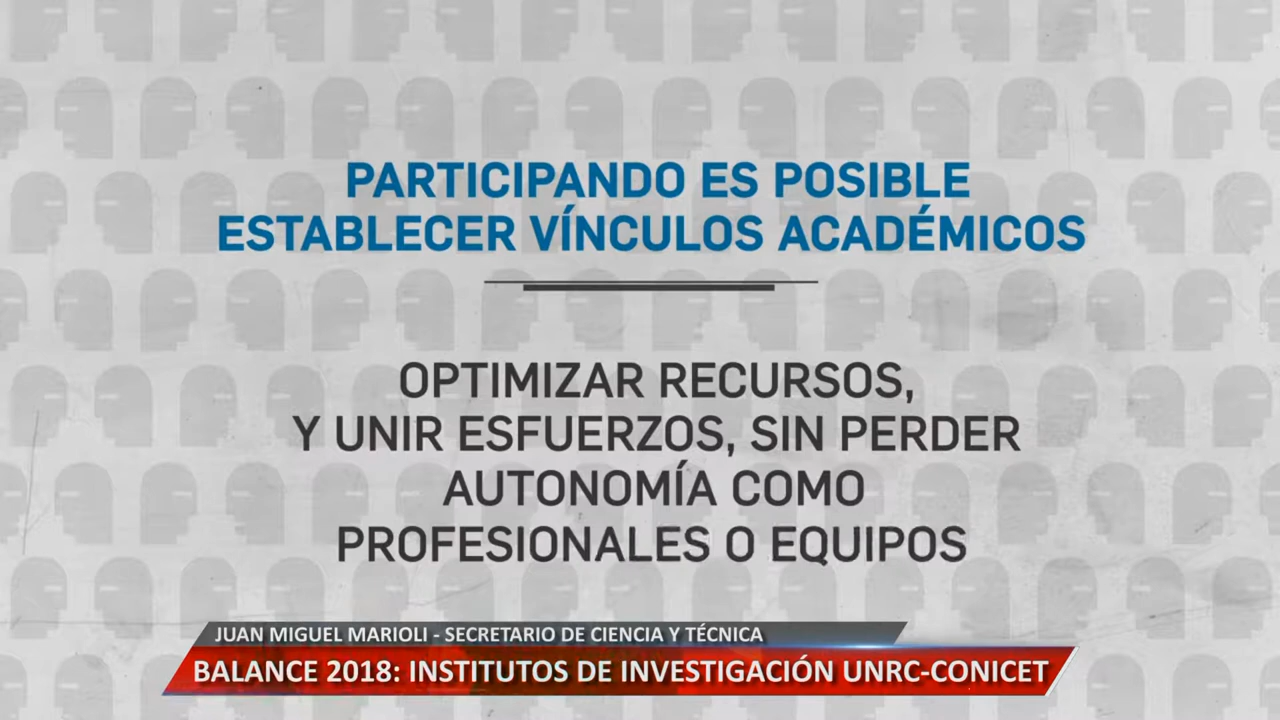 PARTICIPANDO ES POSIBLE
ESTABLECER VÍNCULOS ACADÉMICOS
OPTIMIZAR RECURSOS,
Y UNIR ESFUERZOS, SIN PERDER
AUTONOMÍA COMO
PROFESIONALES O EQUIPOS
JUAN MIGUEL MARIOLI - SECRETARIO DE CIENCIA Y TÉCNICA
BALANCE 2018: INSTITUTOS DE INVESTIGACIÓN UNRC-CONICET